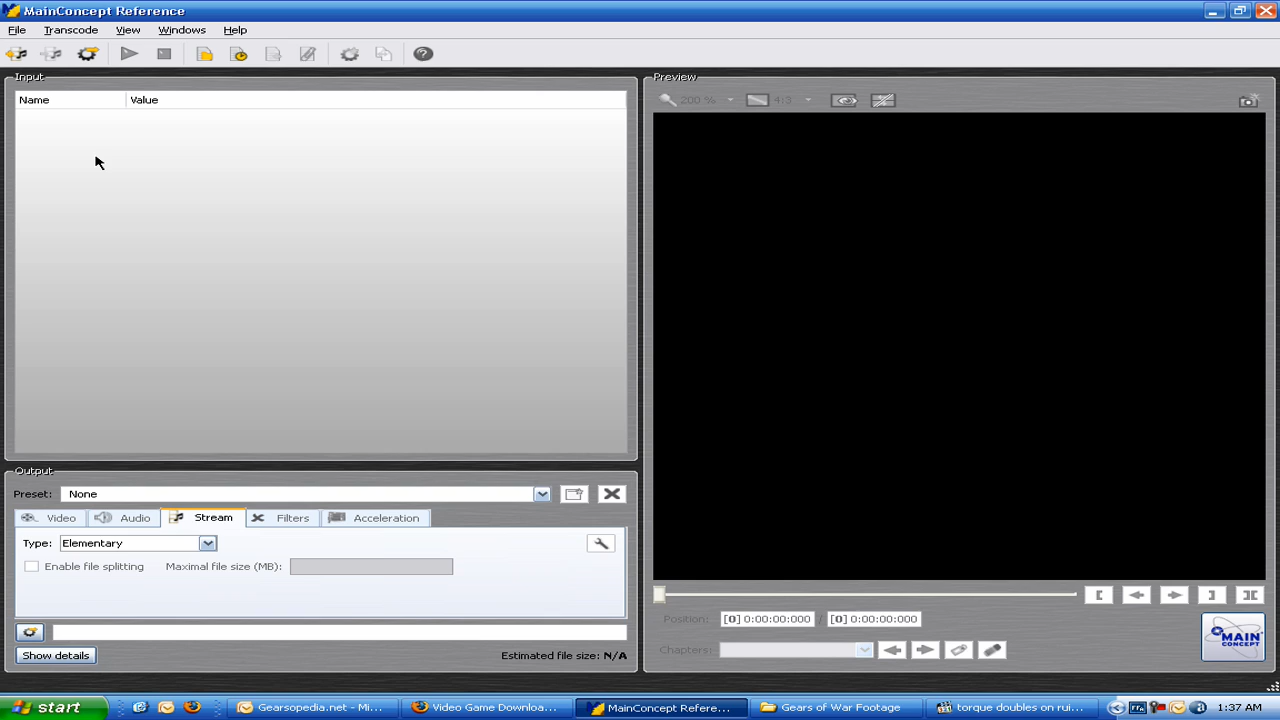 MainConcept Reference
File Transcode View Windows Help
Input
Name Value
Preview
200 % 4:3
Output
Preset: None
Video Audio Stream Filters Acceleration
Type: Elementary
Enable file splitting Maximal file size (MB):
Show details Estimated file size: N/A
Position: [0] 0:00:00:000 / [0] 0:00:00:000
Chapters:
MAIN
CONCEPT
start Gearsopedia.net - Mi... Video Game Downloa... MainConcept Refere... Gears of War Footage torque doubles on rui... 1:37 AM